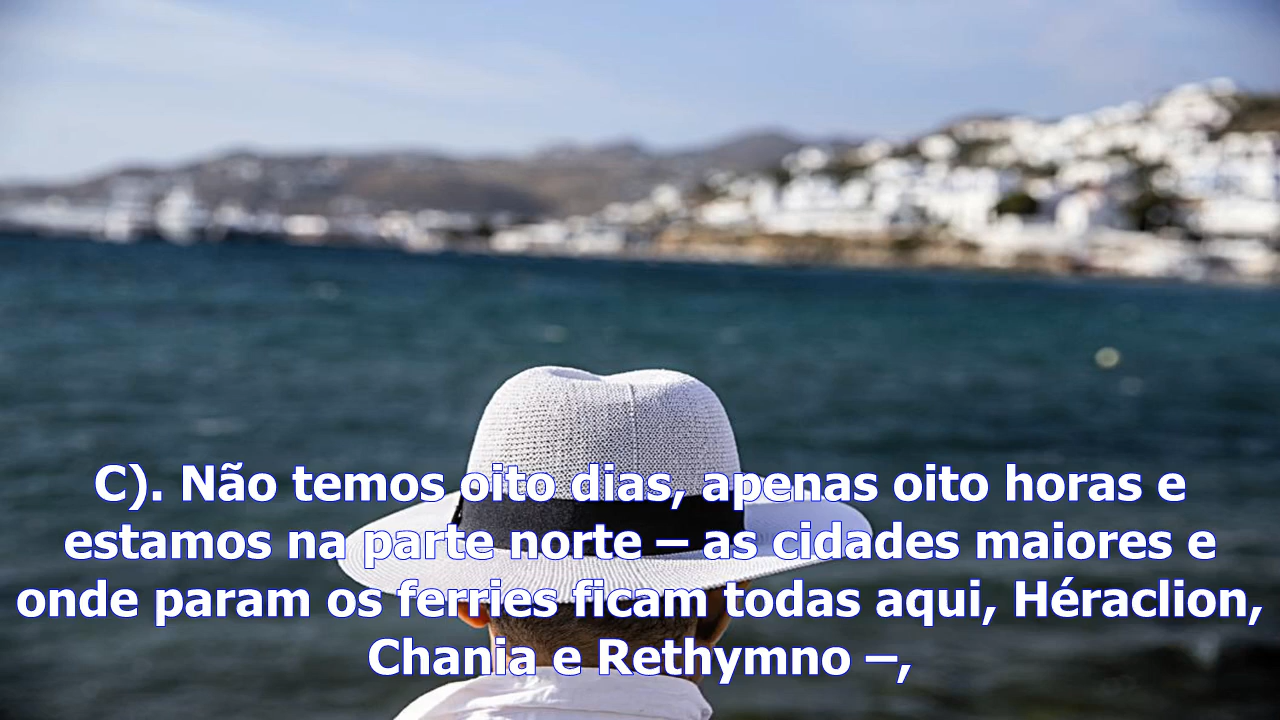 C). Não temos oito dias, apenas oito horas e
estamos na parte norte – as cidades maiores e
onde param os ferries ficam todas aqui, Héraclion,
Chania e Rethymno –,